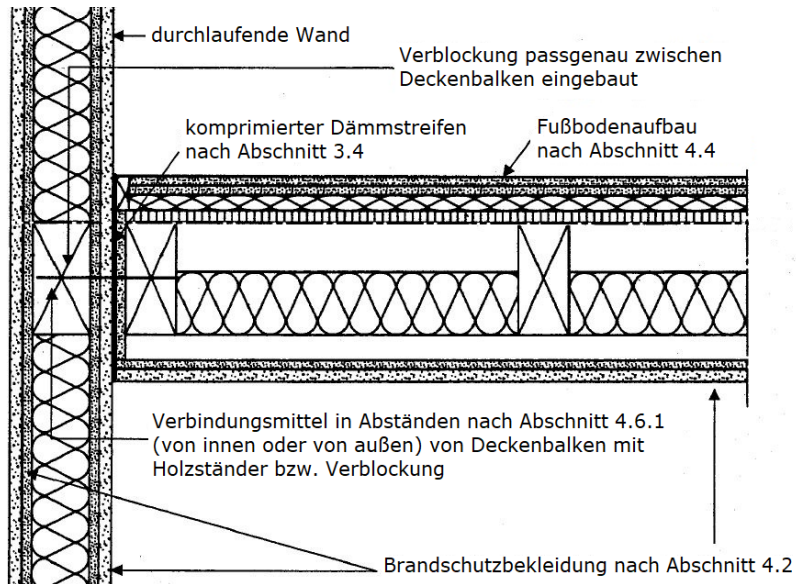 durchlaufende Wand
Verblockung passgenau zwischen
Deckenbalken eingebaut
komprimierter Dämmstreifen
nach Abschnitt 3.4
Fußbodenaufbau
nach Abschnitt 4.4
Verbindungsmittel in Abständen nach Abschnitt 4.6.1
(von innen oder von außen) von Deckenbalken mit
Holzständer bzw. Verblockung
Brandschutzbekleidung nach Abschnitt 4.2